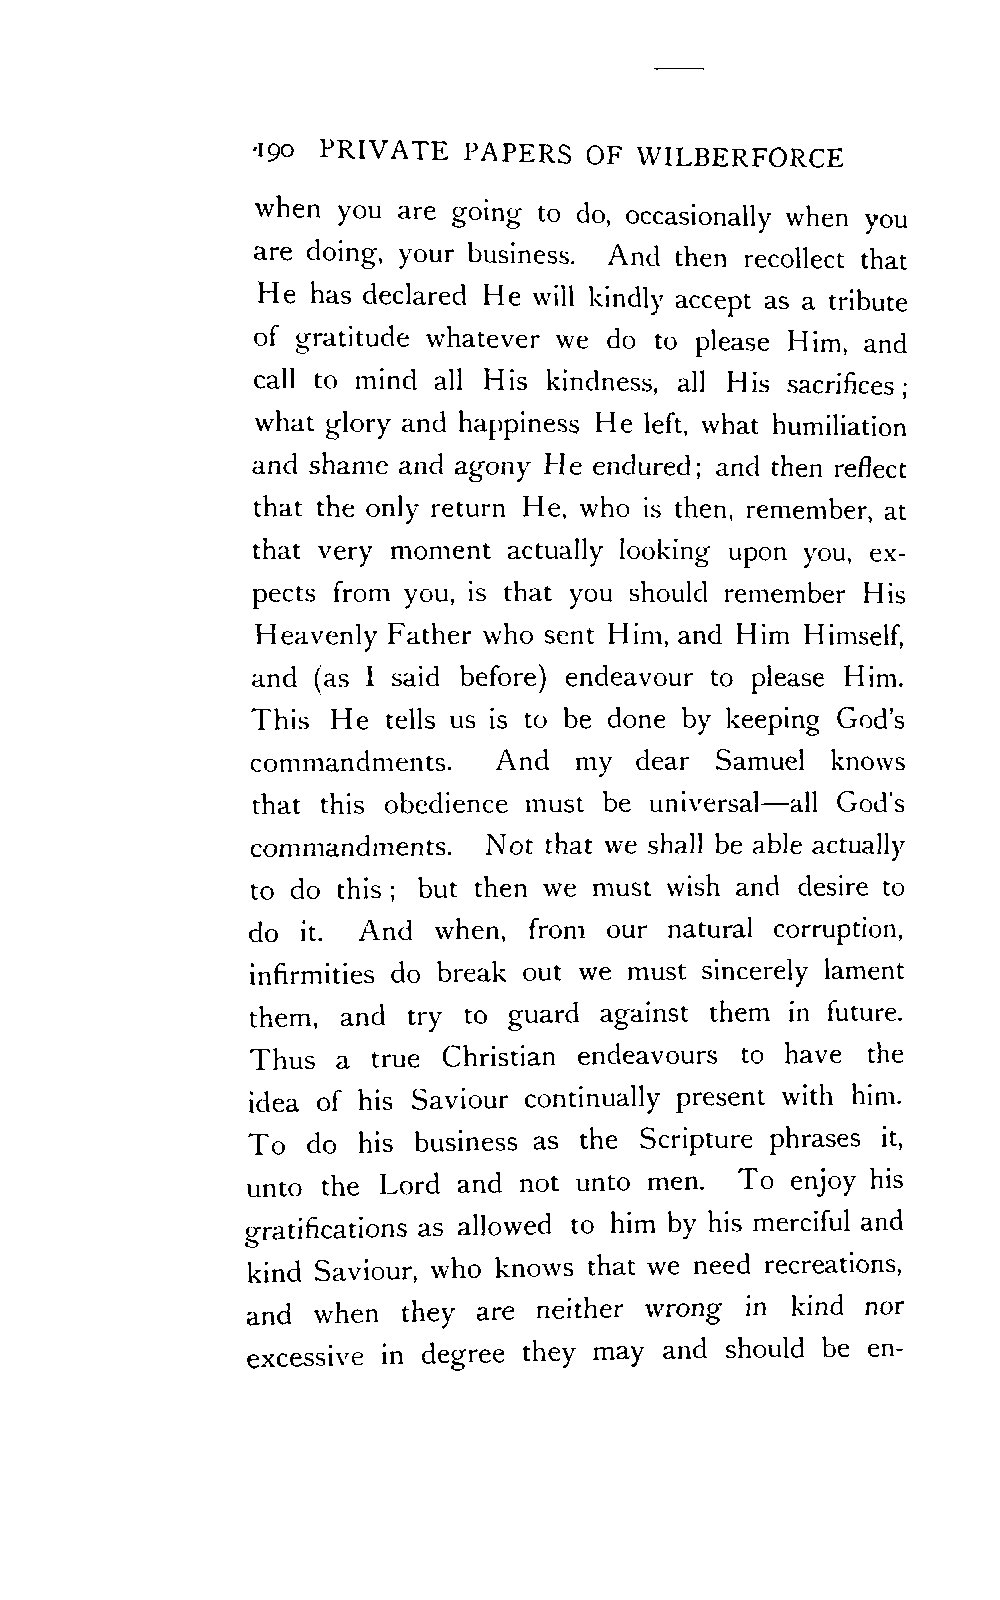 190 PRIVATE PAPERS OF WILBERFORCE
when you are going to do, occasionally when you
are doing, your business. And then recollect that
He has declared He will kindly accept as a tribute
of gratitude whatever we do to please Him, and
call to mind all His kindness, all His sacrifices;
what glory and happiness He left, what humiliation
and shame and agony He endured; and then reflect
that the only return He, who is then, remember, at
that very moment actually looking upon you, ex-
pects from you, is that you should remember His
Heavenly Father who sent Him, and Him Himself,
and (as I said before) endeavour to please Him.
This He tells us is to be done by keeping God's
commandments. And my dear Samuel knows
that this obedience must be universal—all God's
commandments. Not that we shall be able actually
to do this; but then we must wish and desire to
do it. And when, from our natural corruption,
infirmities do break out we must sincerely lament
them, and try to guard against them in future.
Thus a true Christian endeavours to have the
idea of his Saviour continually present with him.
To do his business as the Scripture phrases it,
unto the Lord and not unto men. To enjoy his
gratifications as allowed to him by his merciful and
kind Saviour, who knows that we need recreations,
and when they are neither wrong in kind nor
excessive in degree they may and should be en-